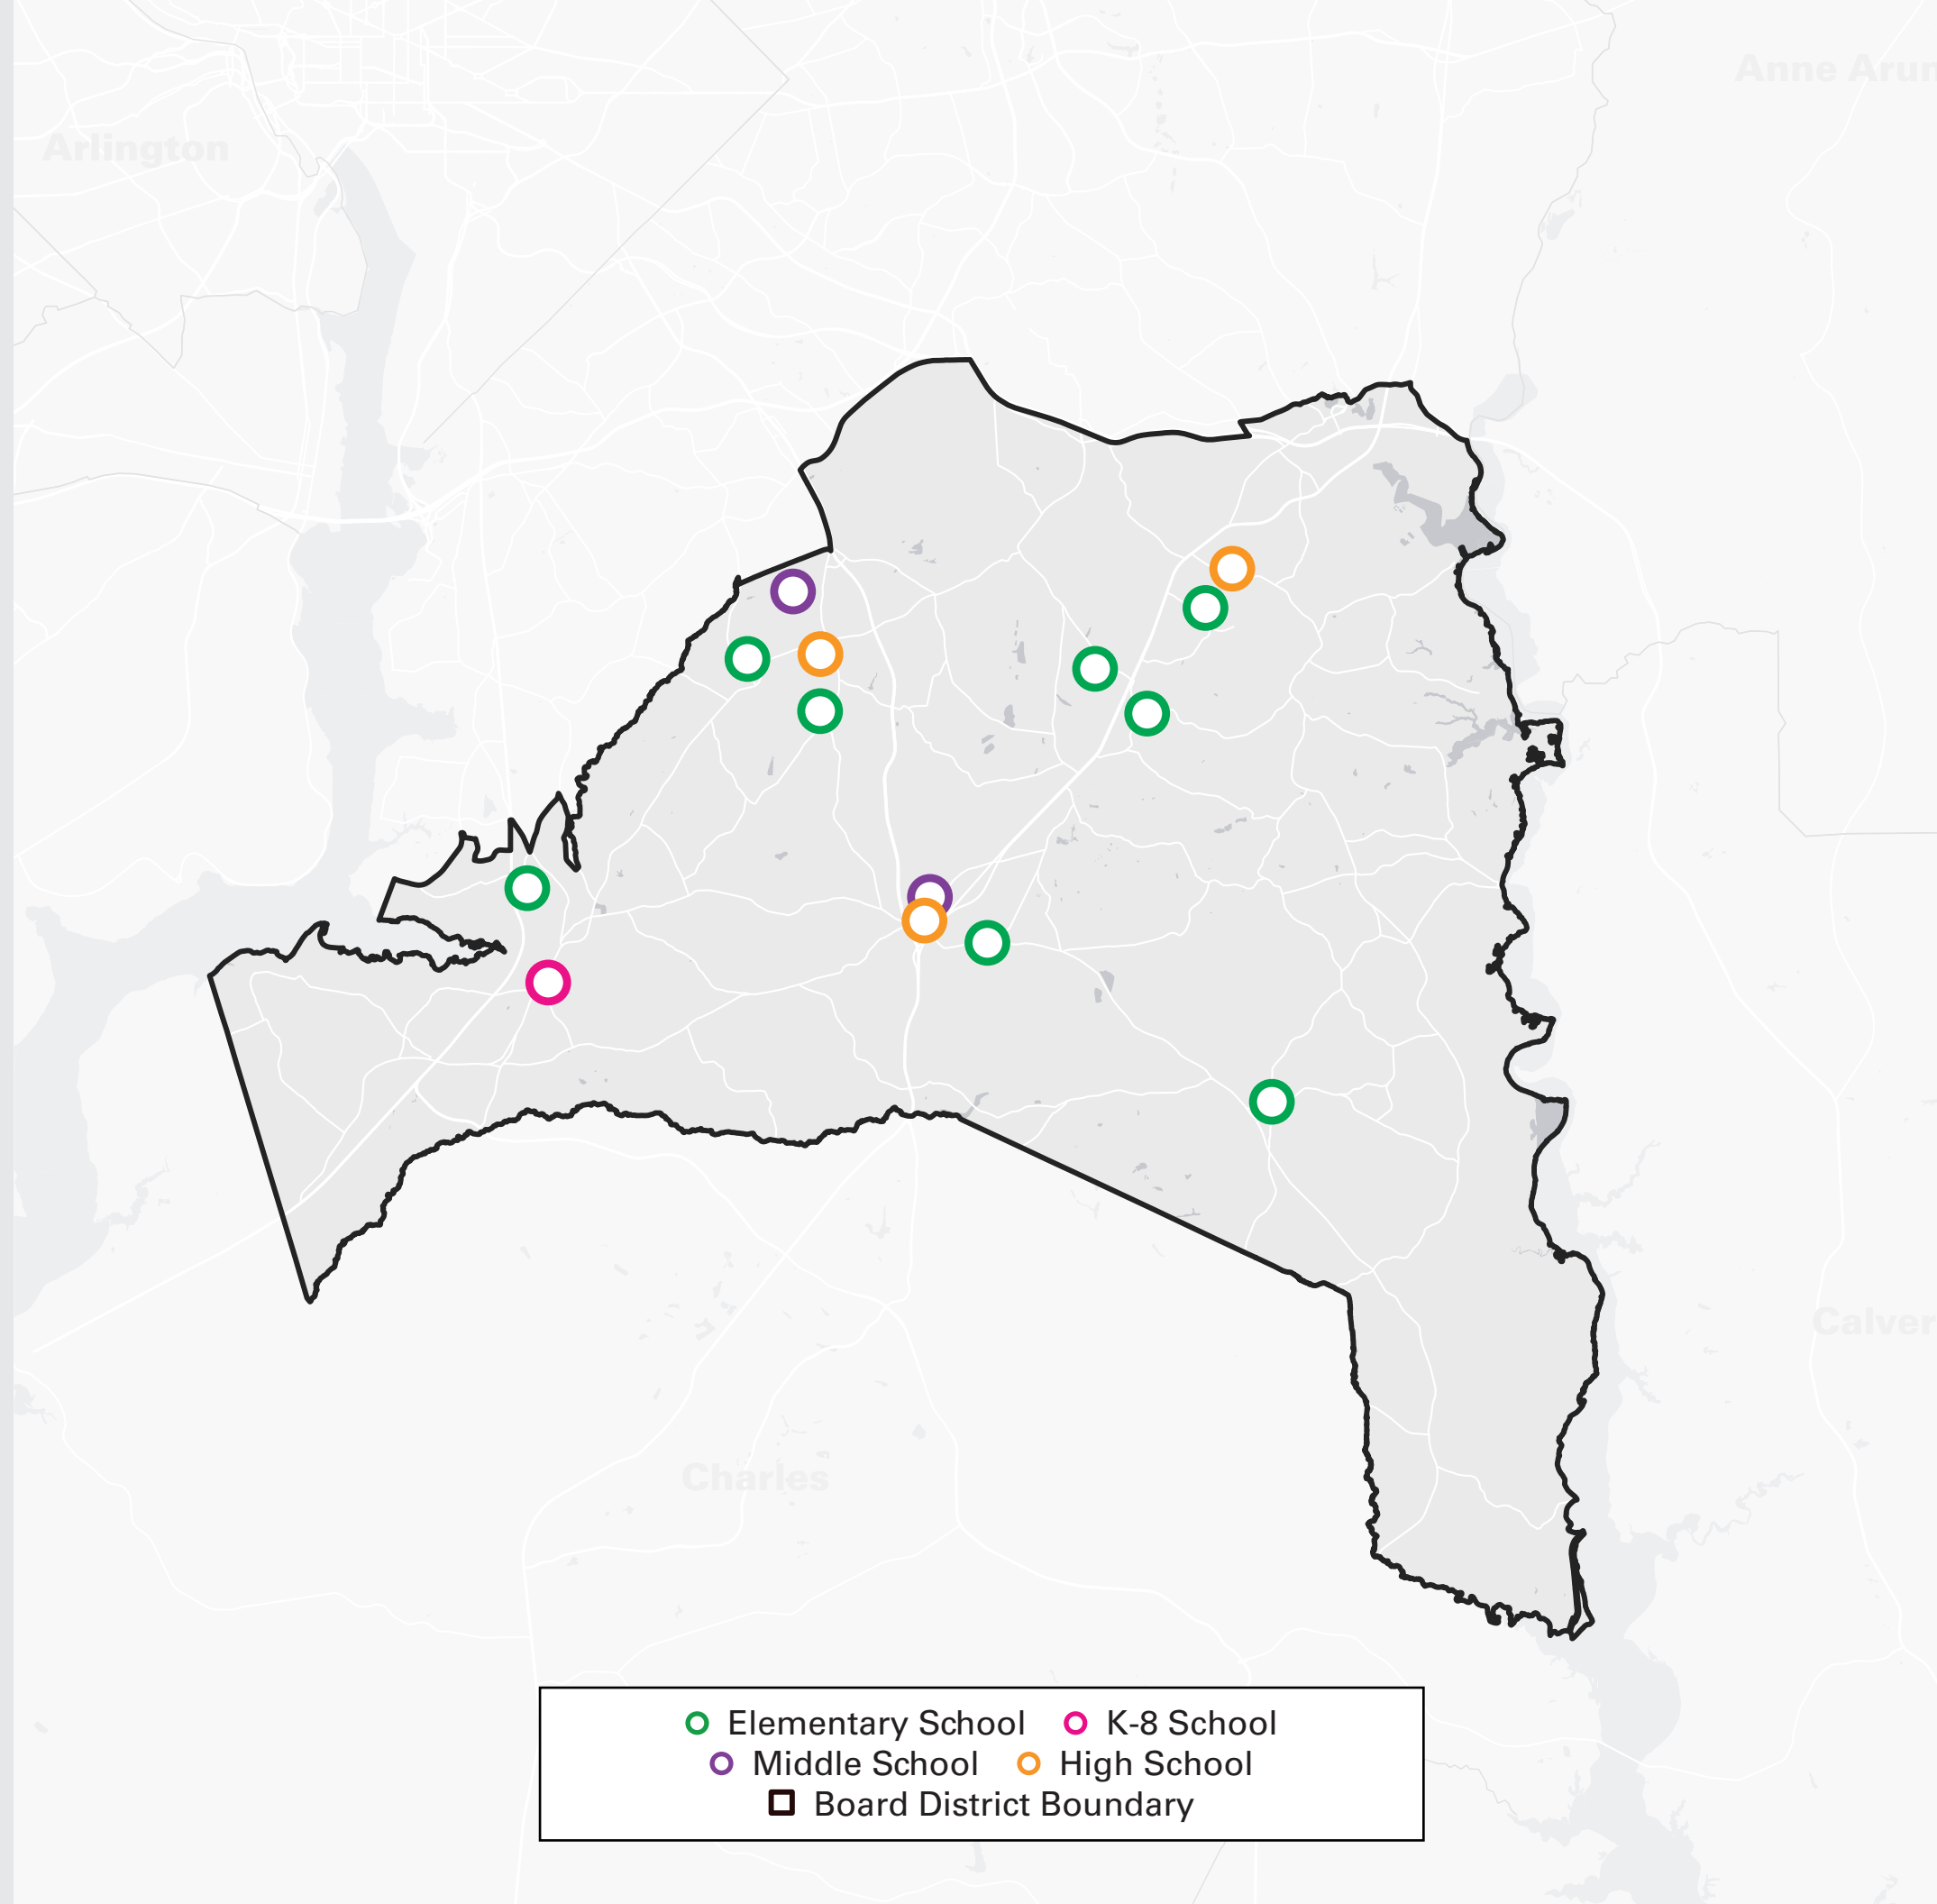 Anne Arun
Arlington
Calver
Charles
Elementary School K-8 School
Middle School High School
Board District Boundary